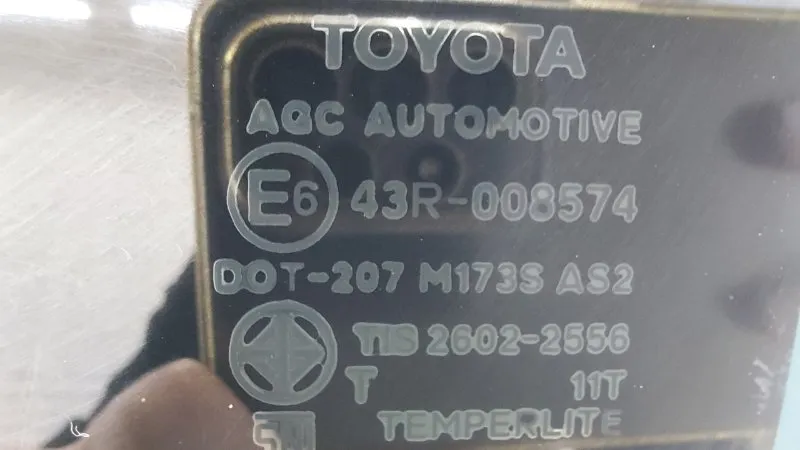 TOYOTA
AGC AUTOMOTIVE
E6 43R-008574
DOT-207 M173S AS2
TIS 2602-2556
T 11T
TEMPERLITE